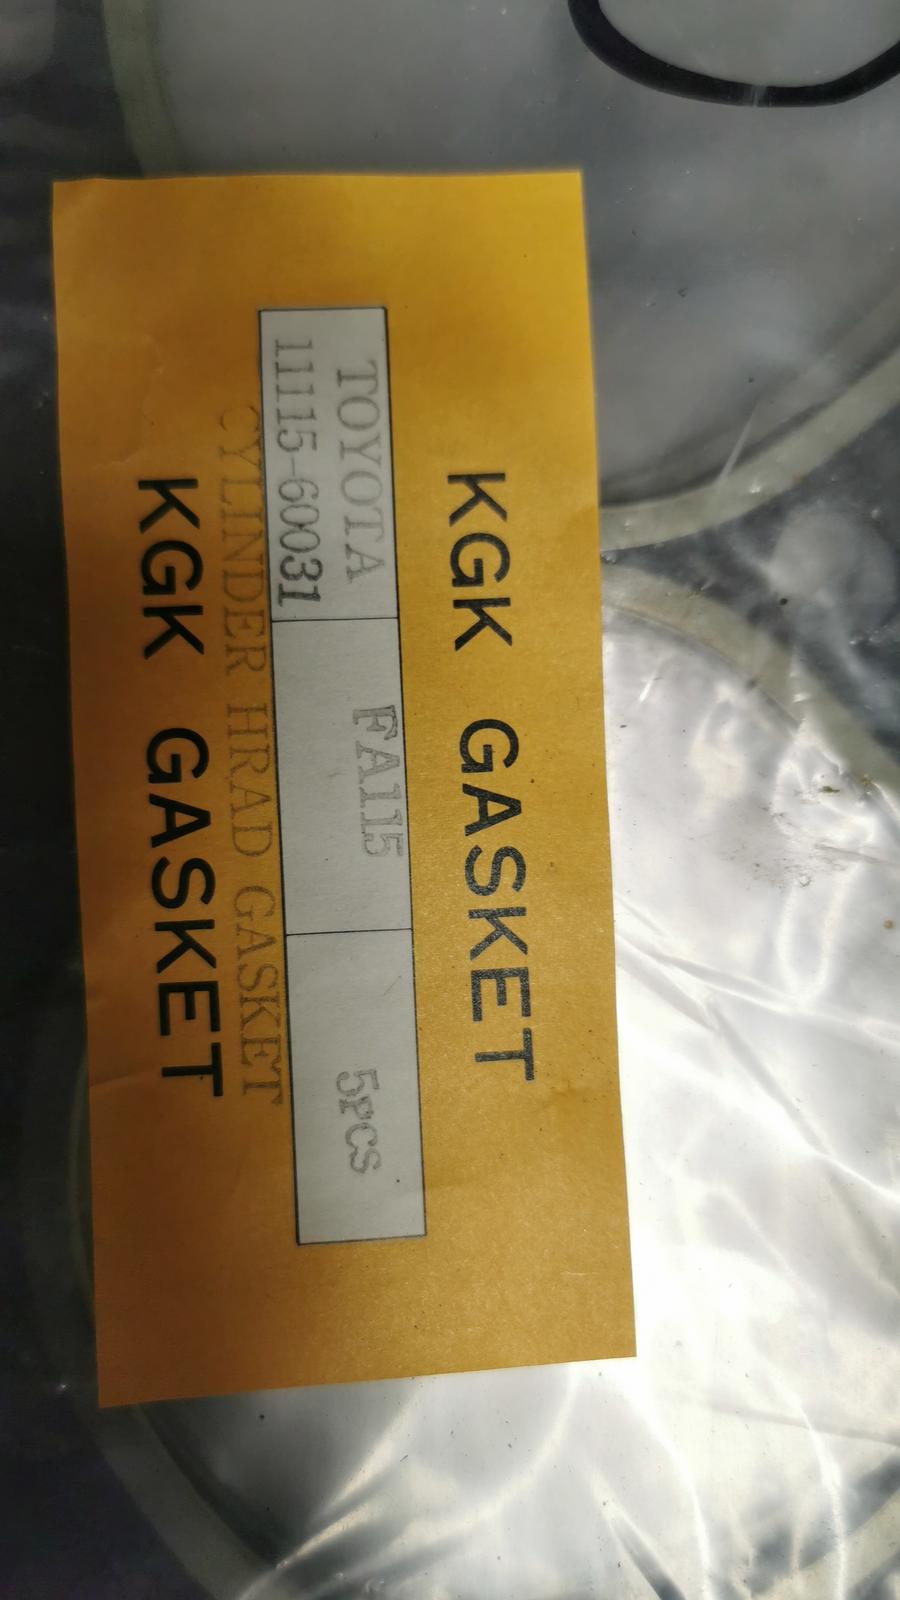 KGK GASKET
TOYOTA
11115-60031
FA115
5PCS
CYLINDER HRAD GASKET
KGK GASKET